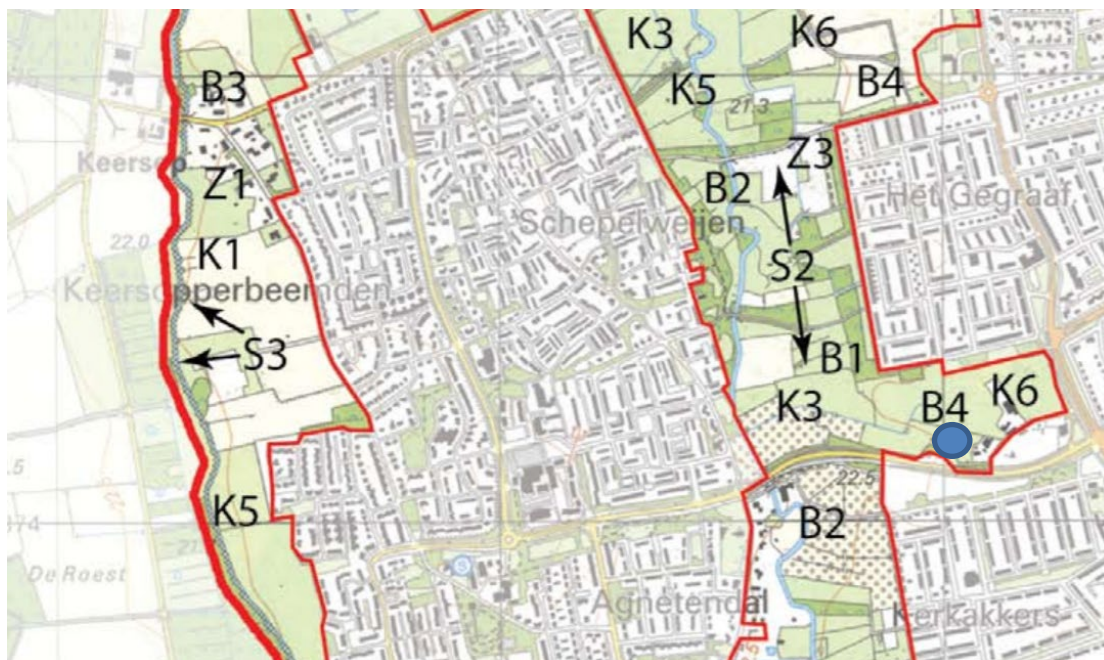 K3
K6
B3
K5
B4
21.3
Keersop
Z3
Z1
B2
Het Gegraaf
Schepelweijen
22.0
K1
S2
Keersopperbeemden
S3
B1
K3
B4
K6
22.5
K5
B2
De Roest
Agnetendal
Kerkakkers